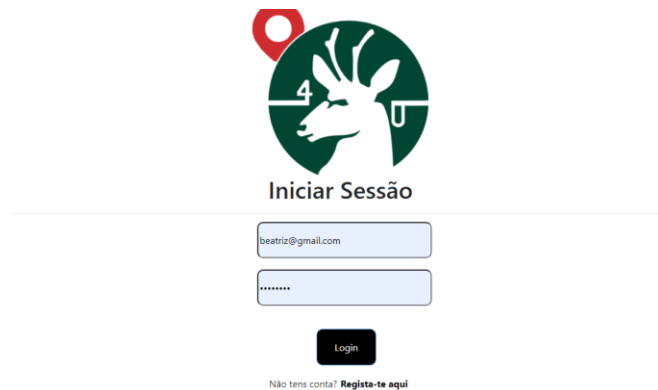 4
U
Iniciar Sessão
beatriz@gmail.com
••••••••
Login
Não tens conta? Regista-te aqui